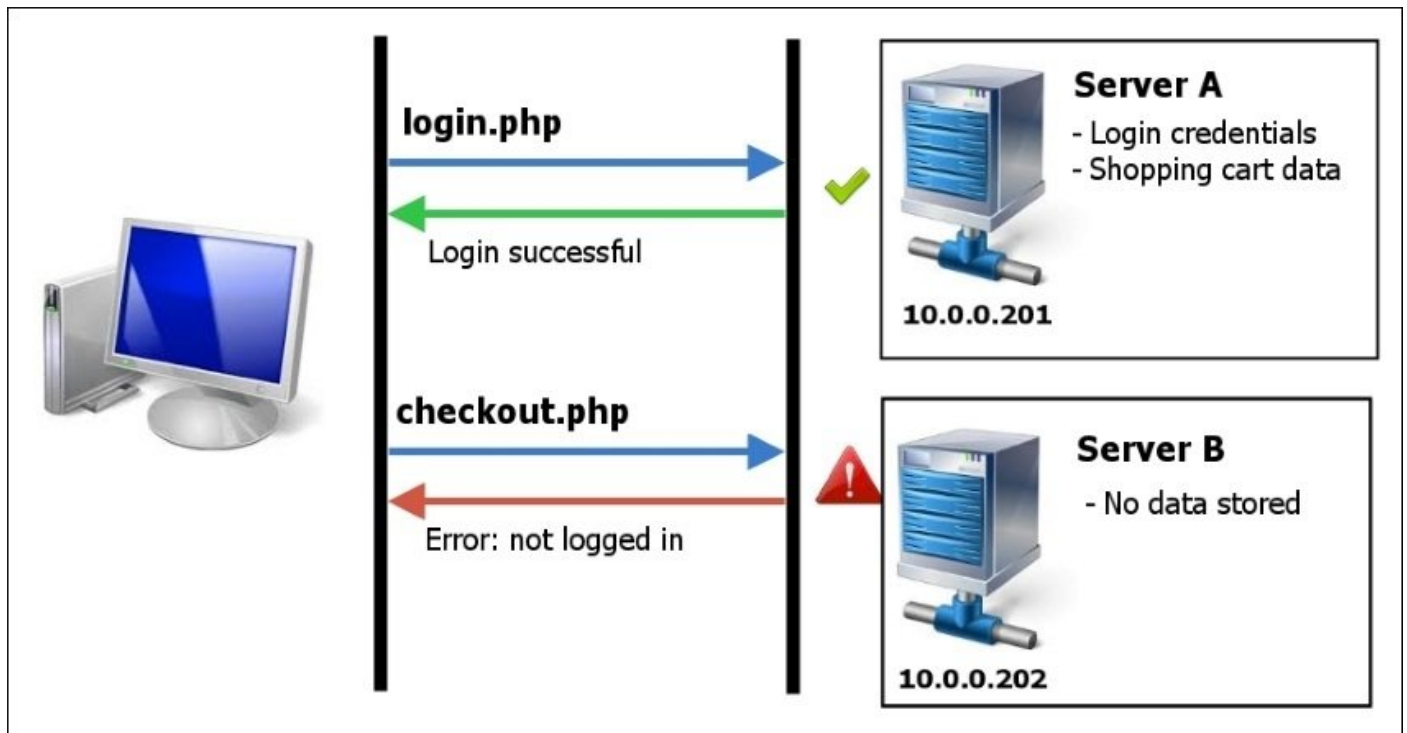 login.php
Login successful
checkout.php
Error: not logged in
Server A
- Login credentials
- Shopping cart data
10.0.0.201
Server B
- No data stored
10.0.0.202